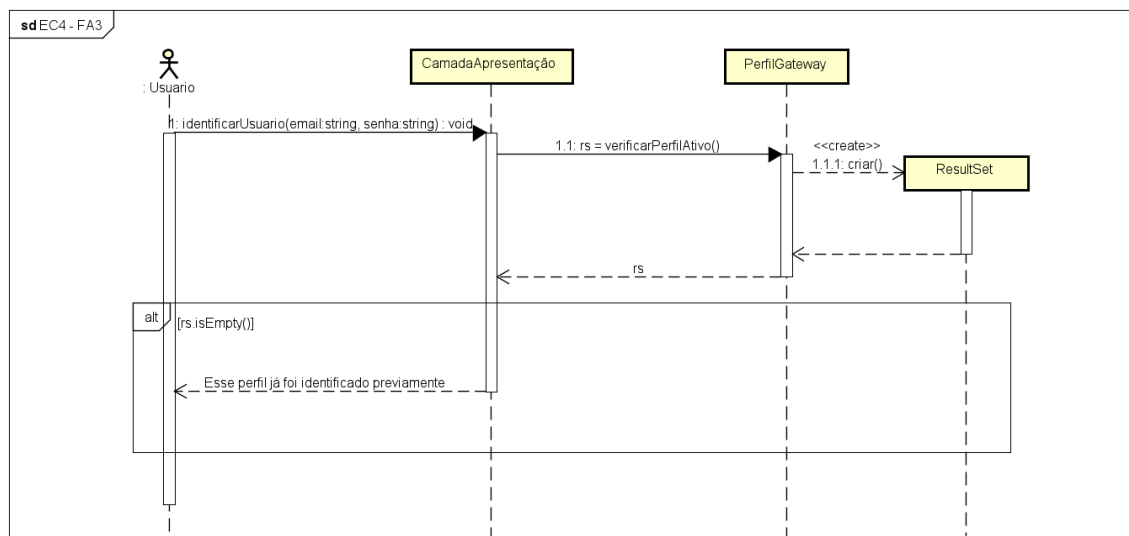 sd EC4 - FA3
: Usuario
CamadaApresentação
PerfilGateway
1: identificarUsuario(email:string, senha:string) : void
1.1: rs = verificarPerfilAtivo()
<<create>>
1.1.1: criar()
ResultSet
rs
alt
[rs.isEmpty()]
Esse perfil já foi identificado previamente